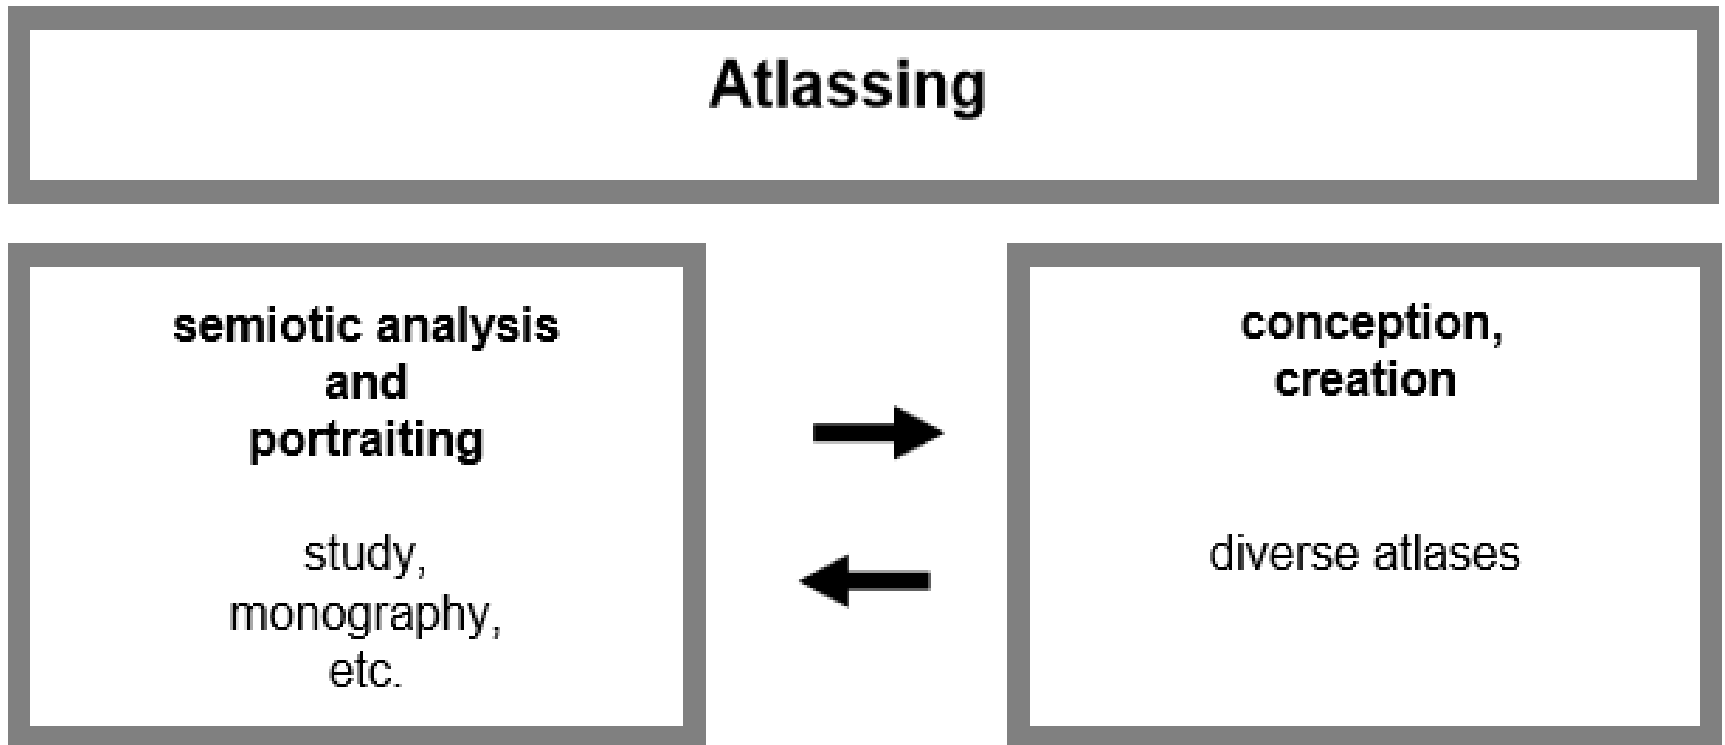 Atlassing
semiotic analysis
and
portraiting
study,
monography,
etc.
conception,
creation
diverse atlases